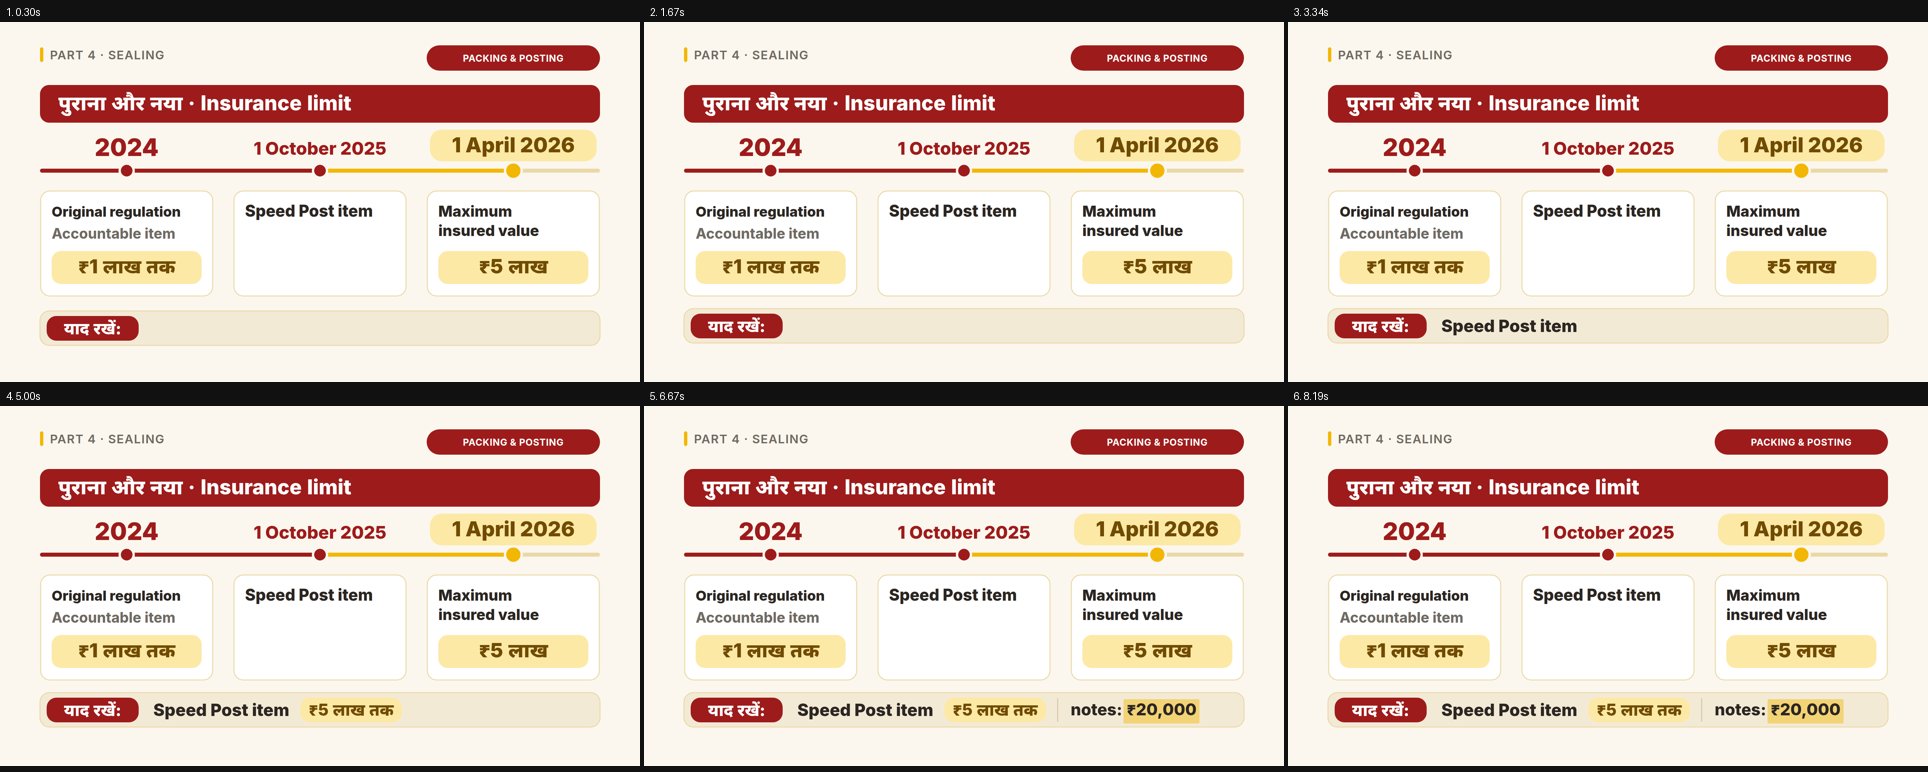 1. 0.30s
PART 4 · SEALING
PACKING & POSTING
पुराना और नया · Insurance limit
2024
1 October 2025
1 April 2026
Original regulation
Accountable item
₹1 लाख तक
Speed Post item
Maximum
insured value
₹5 लाख
याद रखें:
2. 1.67s
PART 4 · SEALING
PACKING & POSTING
पुराना और नया · Insurance limit
2024
1 October 2025
1 April 2026
Original regulation
Accountable item
₹1 लाख तक
Speed Post item
Maximum
insured value
₹5 लाख
याद रखें:
3. 3.34s
PART 4 · SEALING
PACKING & POSTING
पुराना और नया · Insurance limit
2024
1 October 2025
1 April 2026
Original regulation
Accountable item
₹1 लाख तक
Speed Post item
Maximum
insured value
₹5 लाख
याद रखें: Speed Post item
4. 5.00s
PART 4 · SEALING
PACKING & POSTING
पुराना और नया · Insurance limit
2024
1 October 2025
1 April 2026
Original regulation
Accountable item
₹1 लाख तक
Speed Post item
Maximum
insured value
₹5 लाख
याद रखें: Speed Post item ₹5 लाख तक
5. 6.67s
PART 4 · SEALING
PACKING & POSTING
पुराना और नया · Insurance limit
2024
1 October 2025
1 April 2026
Original regulation
Accountable item
₹1 लाख तक
Speed Post item
Maximum
insured value
₹5 लाख
याद रखें: Speed Post item ₹5 लाख तक notes: ₹20,000
6. 8.19s
PART 4 · SEALING
PACKING & POSTING
पुराना और नया · Insurance limit
2024
1 October 2025
1 April 2026
Original regulation
Accountable item
₹1 लाख तक
Speed Post item
Maximum
insured value
₹5 लाख
याद रखें: Speed Post item ₹5 लाख तक notes: ₹20,000